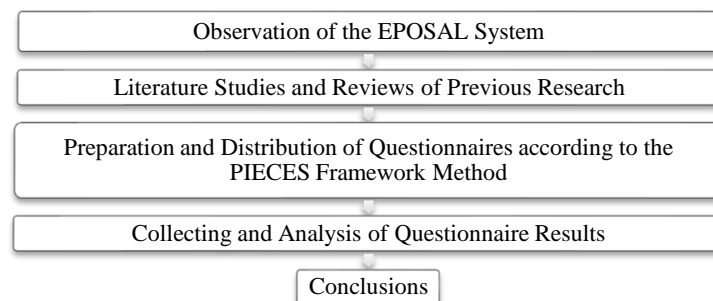 Observation of the EPOSAL System
Literature Studies and Reviews of Previous Research
Preparation and Distribution of Questionnaires according to the
PIECES Framework Method
Collecting and Analysis of Questionnaire Results
Conclusions